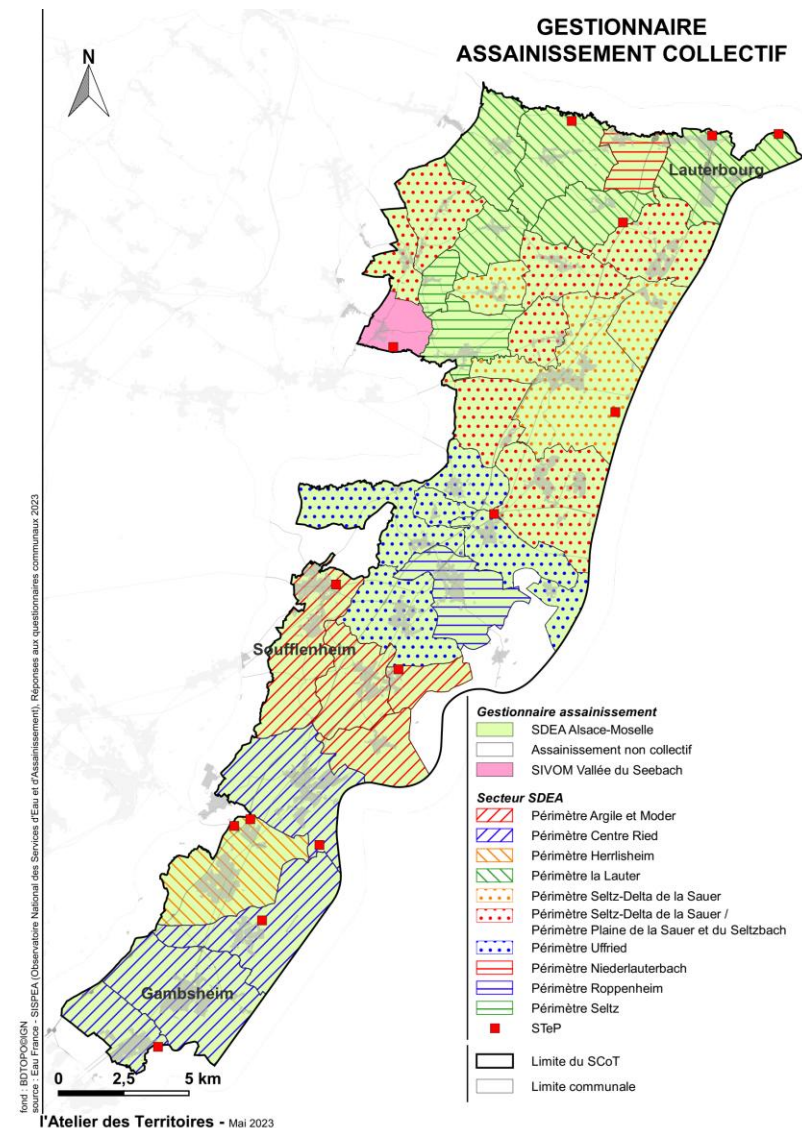 GESTIONNAIRE
ASSAINISSEMENT COLLECTIF
N
Lauterbourg
Soufflenheim
Gambsheim
Gestionnaire assainissement
SDEA Alsace-Moselle
Assainissement non collectif
SIVOM Vallée du Seebach
Secteur SDEA
Périmètre Argile et Moder
Périmètre Centre Ried
Périmètre Herrlisheim
Périmètre la Lauter
Périmètre Seltz-Delta de la Sauer
Périmètre Seltz-Delta de la Sauer /
Périmètre Plaine de la Sauer et du Seltzbach
Périmètre Uffried
Périmètre Niederlauterbach
Périmètre Roppenheim
Périmètre Seltz
STeP
Limite du SCoT
Limite communale
0 2,5 5 km
fond : BDTOPO©IGN
source : Eau France - SISPEA (Observatoire National des Services d'Eau et d'Assainissement), Réponses aux questionnaires communaux 2023
l'Atelier des Territoires - Mai 2023